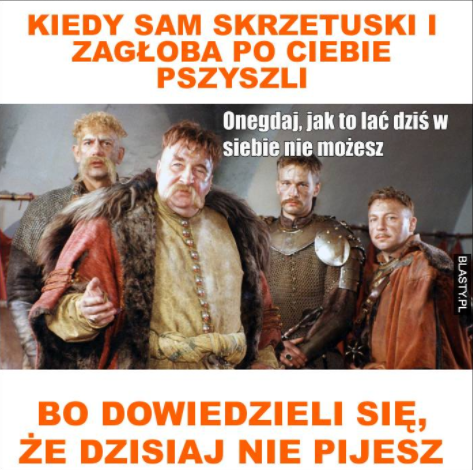 KIEDY SAM SKRZETUSKI I
ZAGŁOBA PO CIEBIE
PSZYSZLI
Onegdaj, jak to lać dziś w
siebie nie możesz
BLASTY.PL
BO DOWIEDZIELI SIĘ,
ŻE DZISIAJ NIE PIJESZ